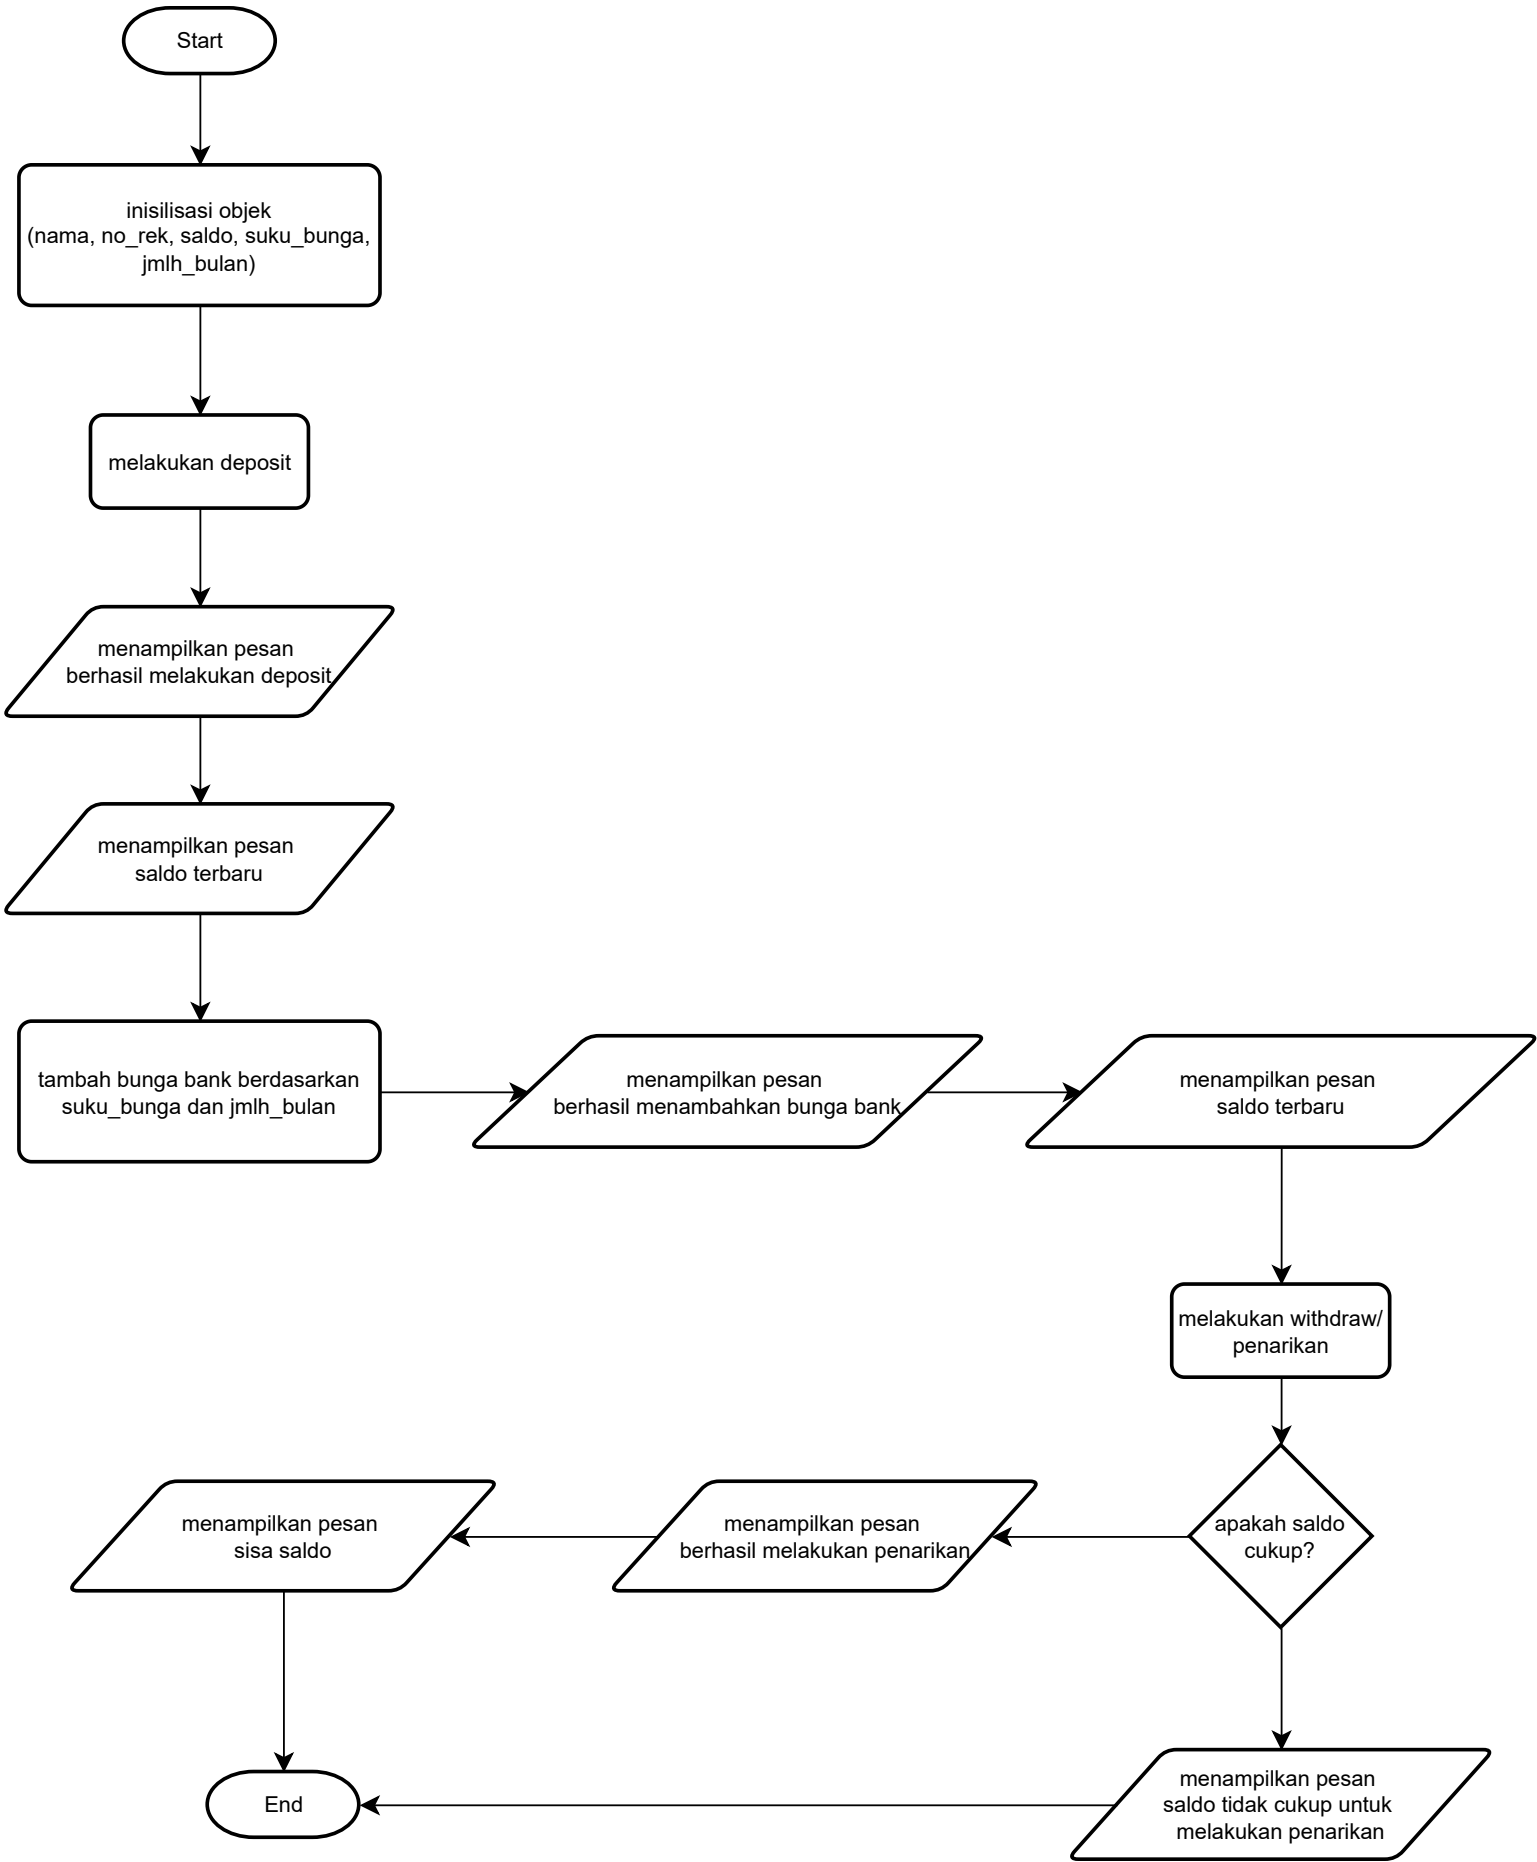 Start
inisilisasi objek
(nama, no_rek, saldo, suku_bunga,
jmlh_bulan)
melakukan deposit
menampilkan pesan
berhasil melakukan deposit
menampilkan pesan
saldo terbaru
tambah bunga bank berdasarkan
suku_bunga dan jmlh_bulan
menampilkan pesan
berhasil menambahkan bunga bank
menampilkan pesan
saldo terbaru
melakukan withdraw/
penarikan
apakah saldo
cukup?
menampilkan pesan
berhasil melakukan penarikan
menampilkan pesan
sisa saldo
menampilkan pesan
saldo tidak cukup untuk
melakukan penarikan
End